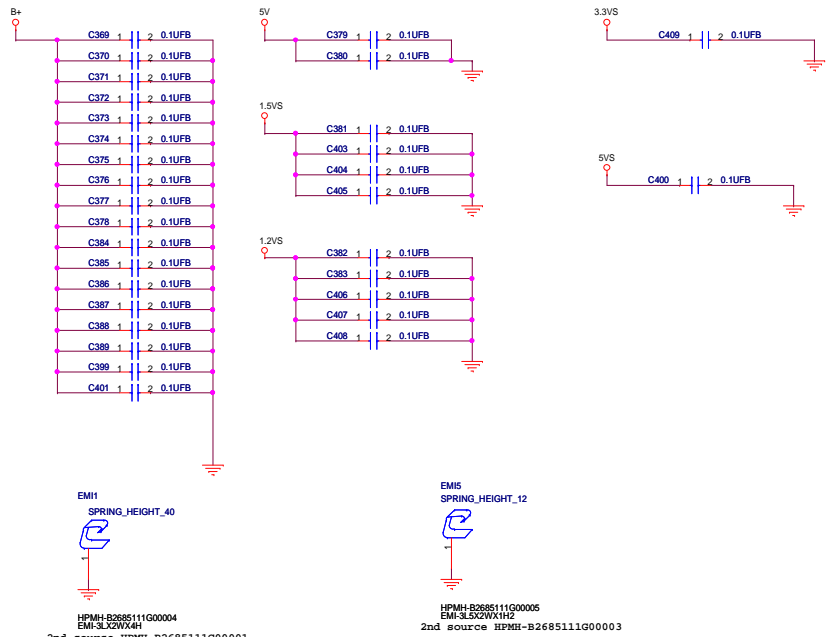 B+
C369 1 2 0.1UFB
C370 1 2 0.1UFB
C371 1 2 0.1UFB
C372 1 2 0.1UFB
C373 1 2 0.1UFB
C374 1 2 0.1UFB
C375 1 2 0.1UFB
C376 1 2 0.1UFB
C377 1 2 0.1UFB
C378 1 2 0.1UFB
C384 1 2 0.1UFB
C385 1 2 0.1UFB
C386 1 2 0.1UFB
C387 1 2 0.1UFB
C388 1 2 0.1UFB
C389 1 2 0.1UFB
C399 1 2 0.1UFB
C401 1 2 0.1UFB
5V
C379 1 2 0.1UFB
C380 1 2 0.1UFB
1.5VS
C381 1 2 0.1UFB
C403 1 2 0.1UFB
C404 1 2 0.1UFB
C405 1 2 0.1UFB
1.2VS
C382 1 2 0.1UFB
C383 1 2 0.1UFB
C406 1 2 0.1UFB
C407 1 2 0.1UFB
C408 1 2 0.1UFB
3.3VS
C409 1 2 0.1UFB
5VS
C400 1 2 0.1UFB
EMI1
SPRING_HEIGHT_40
1
HPMH-B2685111G00004
EMI-3LX2WX4H
2nd source HPMH-B2685111G00001
EMI5
SPRING_HEIGHT_12
1
HPMH-B2685111G00005
EMI-3L5X2WX1H2
2nd source HPMH-B2685111G00003